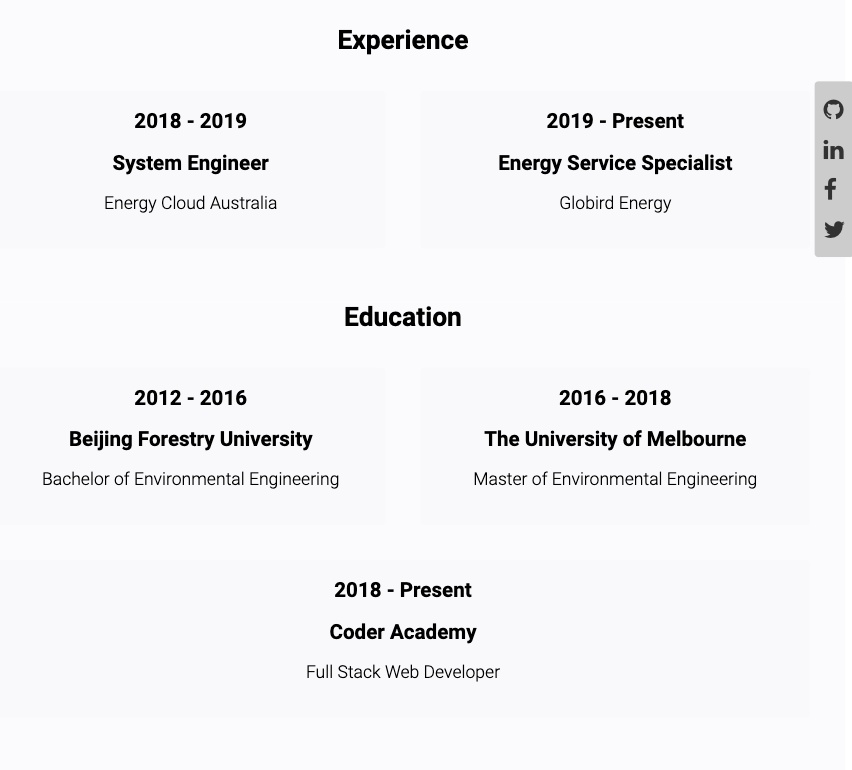 Experience
2018 - 2019
System Engineer
Energy Cloud Australia
2019 - Present
Energy Service Specialist
Globird Energy
Education
2012 - 2016
Beijing Forestry University
Bachelor of Environmental Engineering
2016 - 2018
The University of Melbourne
Master of Environmental Engineering
2018 - Present
Coder Academy
Full Stack Web Developer